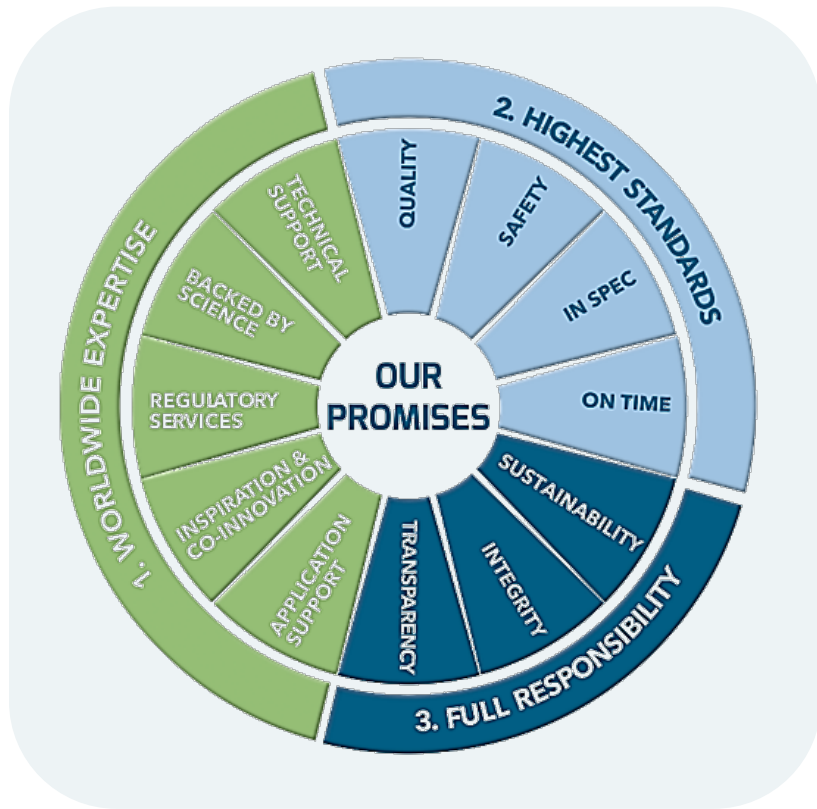 OUR
PROMISES
1. WORLDWIDE EXPERTISE
TECHNICAL
SUPPORT
BACKED BY
SCIENCE
REGULATORY
SERVICES
INSPIRATION &
CO-INNOVATION
APPLICATION
SUPPORT
2. HIGHEST STANDARDS
QUALITY
SAFETY
IN SPEC
ON TIME
3. FULL RESPONSIBILITY
SUSTAINABILITY
INTEGRITY
TRANSPARENCY